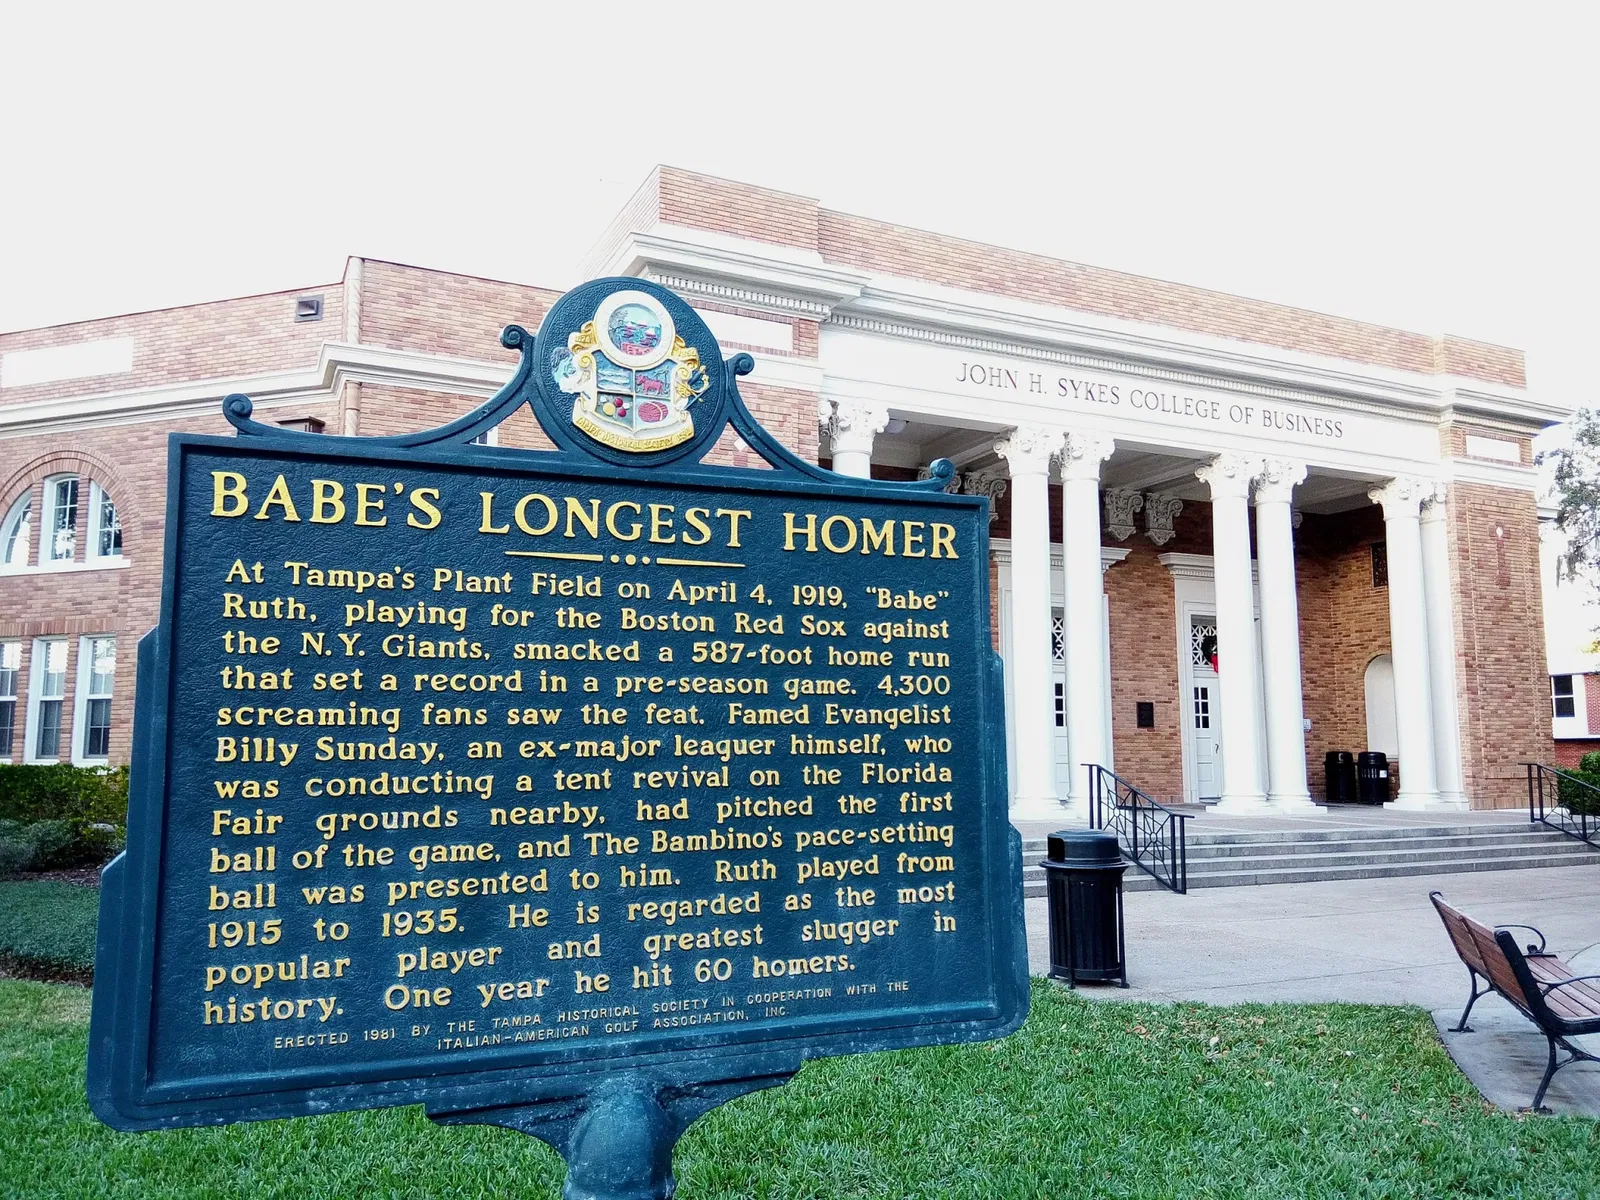 JOHN H. SYKES COLLEGE OF BUSINESS
BABE'S LONGEST HOMER
At Tampa's Plant Field on April 4, 1919, "Babe"
Ruth, playing for the Boston Red Sox against
the N.Y. Giants, smacked a 587-foot home run
that set a record in a pre-season game. 4,300
screaming fans saw the feat. Famed Evangelist
Billy Sunday, an ex-major leaguer himself, who
was conducting a tent revival on the Florida
Fair grounds nearby, had pitched the first
ball of the game, and The Bambino's pace-setting
ball was presented to him. Ruth played from
1915 to 1935. He is regarded as the most
popular player and greatest slugger in
history. One year he hit 60 homers.
ERECTED 1981 BY THE TAMPA HISTORICAL SOCIETY IN COOPERATION WITH THE
ITALIAN-AMERICAN GOLF ASSOCIATION, INC.